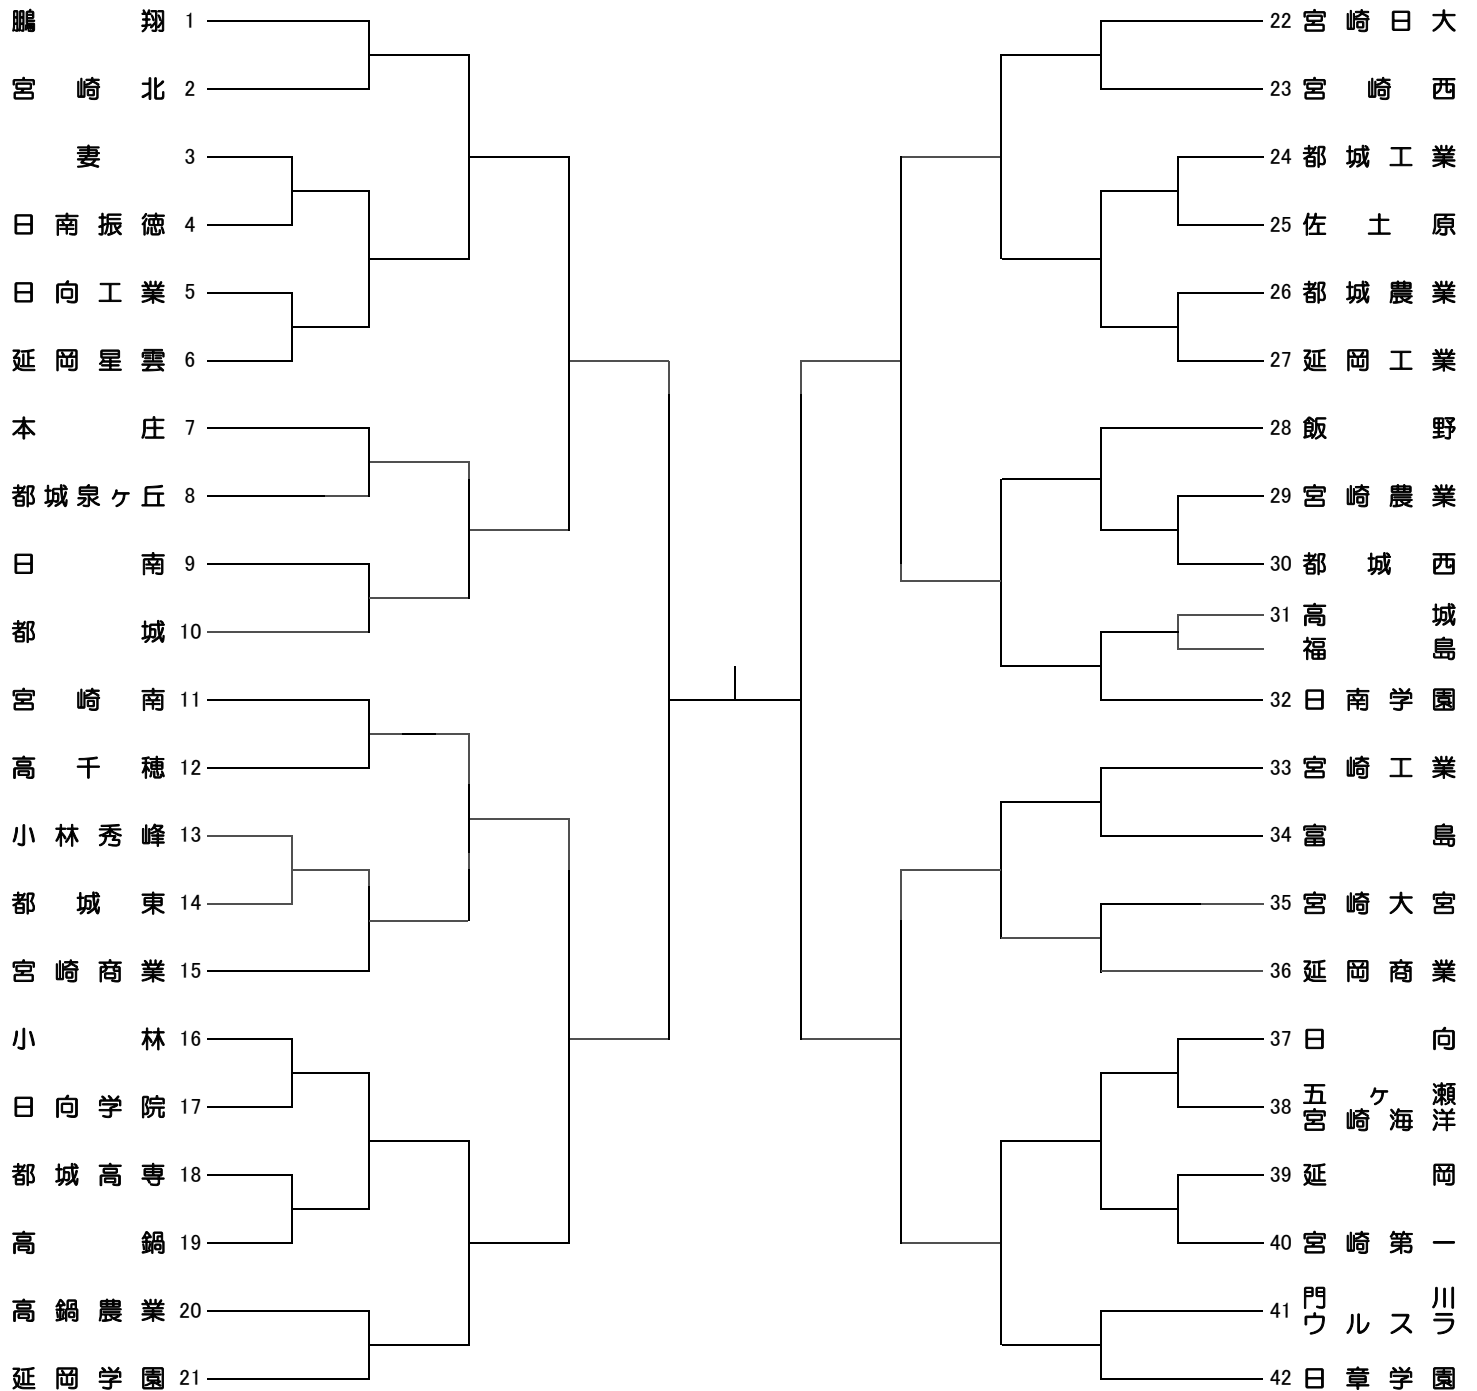 鵬翔 1
宮崎北 2
妻 3
日南振徳 4
日向工業 5
延岡星雲 6
本庄 7
都城泉ヶ丘 8
日南 9
都城 10
宮崎南 11
高千穂 12
小林秀峰 13
都城東 14
宮崎商業 15
小林 16
日向学院 17
都城高専 18
高鍋 19
高鍋農業 20
延岡学園 21
22 宮崎日大
23 宮崎西
24 都城工業
25 佐土原
26 都城農業
27 延岡工業
28 飯野
29 宮崎農業
30 都城西
31 高城
福島
32 日南学園
33 宮崎工業
34 富島
35 宮崎大宮
36 延岡商業
37 日向
38 五ヶ瀬
宮崎海洋
39 延岡
40 宮崎第一
41 門川
ウルスラ
42 日章学園